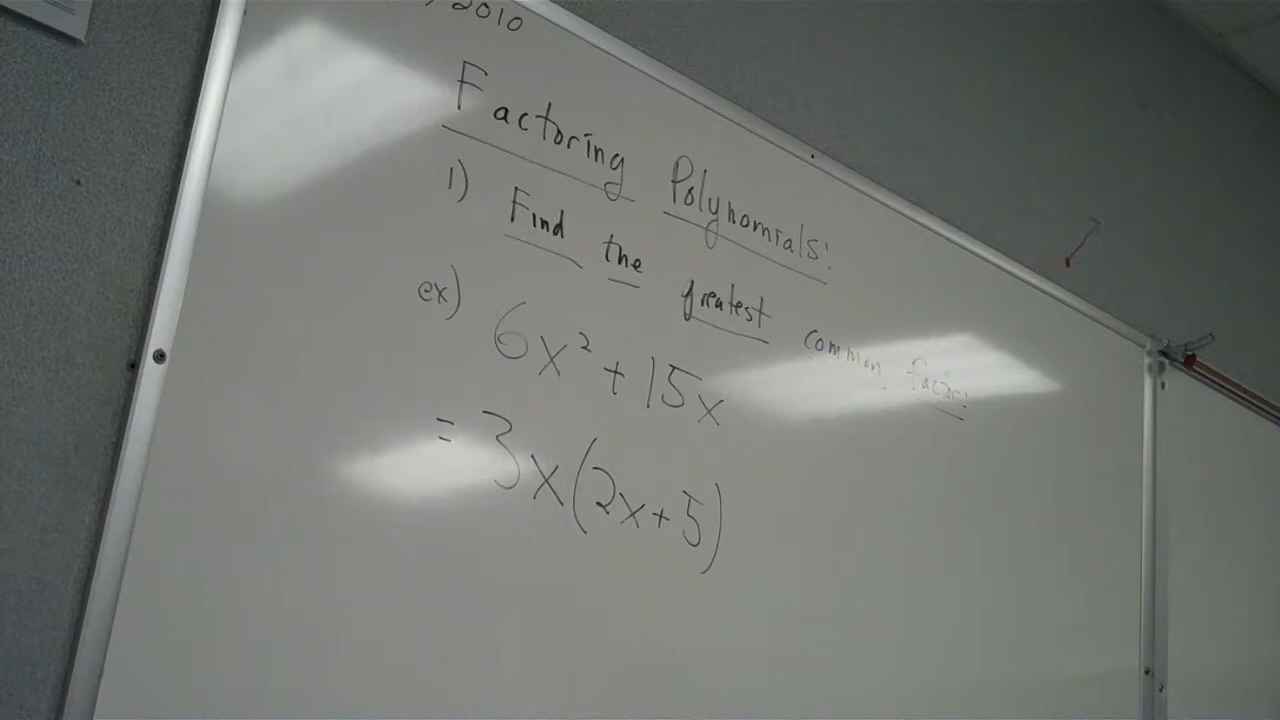 2010
Factoring Polynomials:
1) Find the greatest common factor:
ex) 6x² + 15x
= 3x(2x+5)